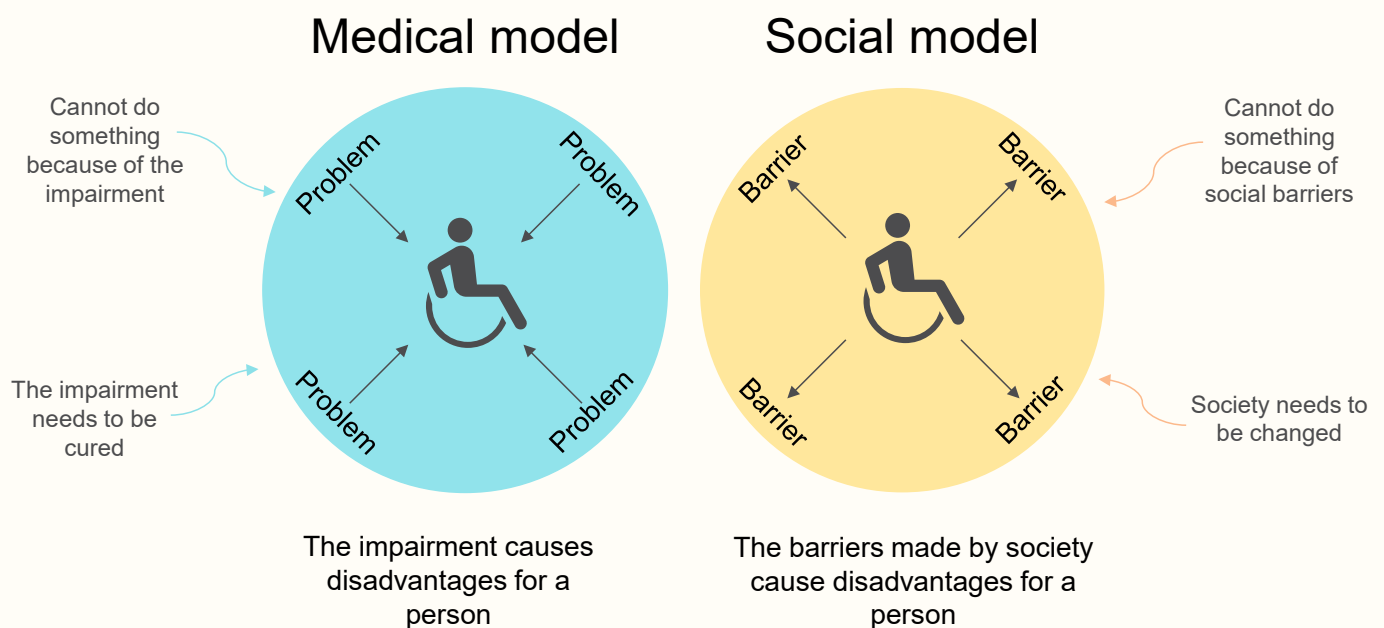 Medical model
Social model
Cannot do
something
because of the
impairment
Problem
Problem
Problem
Problem
The impairment
needs to be
cured
Barrier
Barrier
Barrier
Barrier
Cannot do
something
because of
social barriers
Society needs to
be changed
The impairment causes
disadvantages for a
person
The barriers made by society
cause disadvantages for a
person